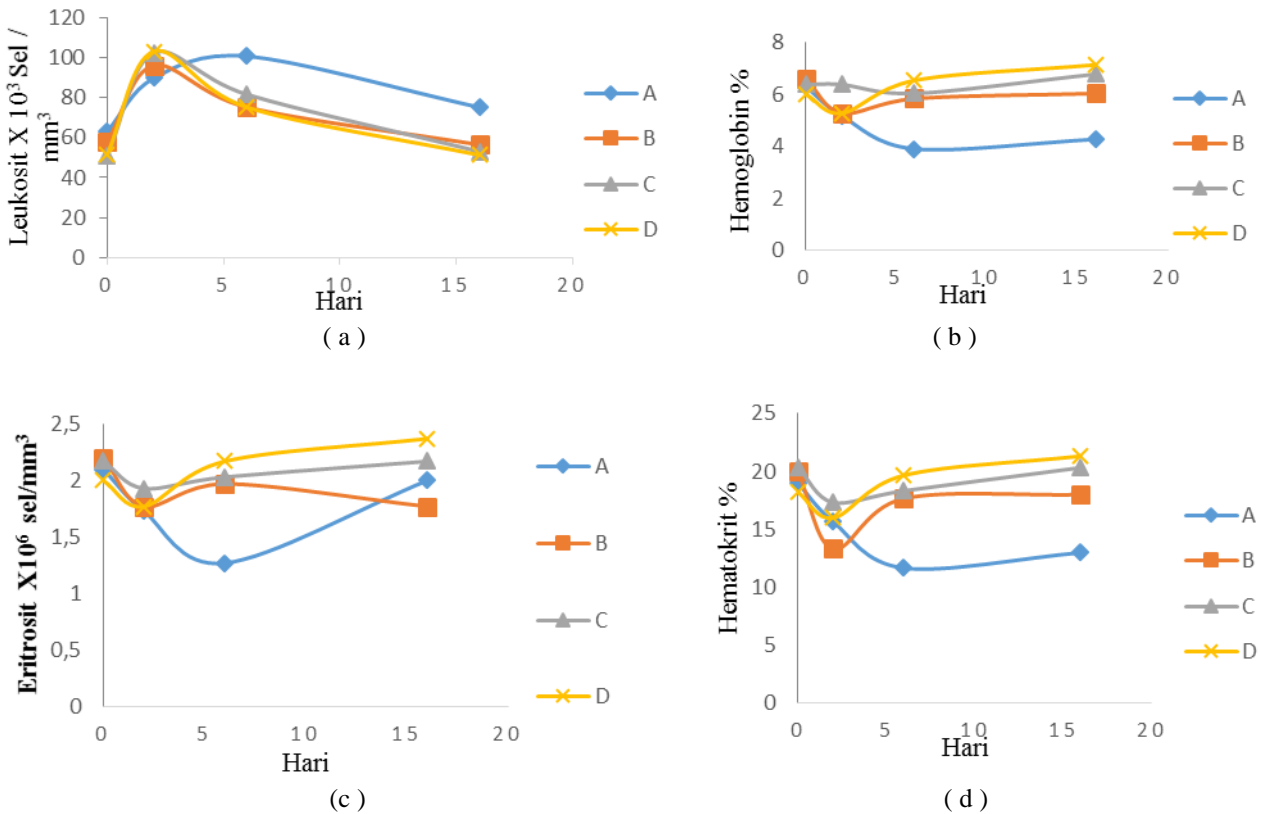 120
100
80
60
40
20
0
Leukosit X 10³ Sel /
mm³
0 5 10 15 20
Hari
A
B
C
D
( a )
8
6
4
2
0
Hemoglobin %
0 5 10 15 20
Hari
A
B
C
D
( b )
2,5
2
1,5
1
0,5
0
Eritrosit X10⁶ sel/mm³
0 5 10 15 20
Hari
A
B
C
D
(c)
25
20
15
10
5
0
Hematokrit %
0 5 10 15 20
Hari
A
B
C
D
( d )